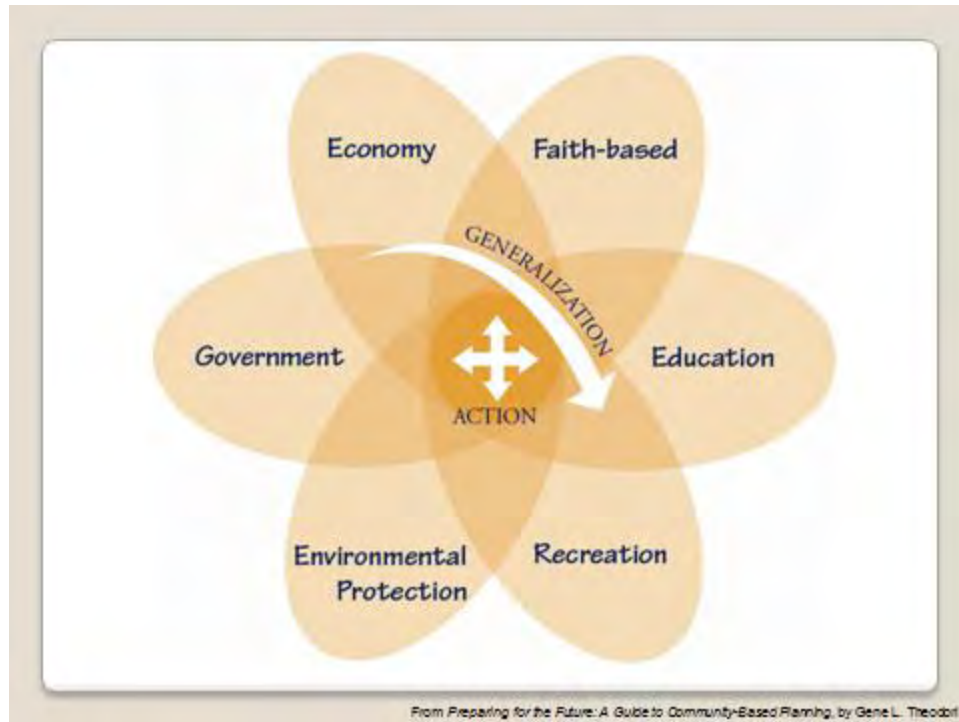 Economy
Faith-based
GENERALIZATION
Government
Education
ACTION
Environmental
Protection
Recreation
From Preparing for the Future: A Guide to Community-Based Planning, by Gene L. Theodori